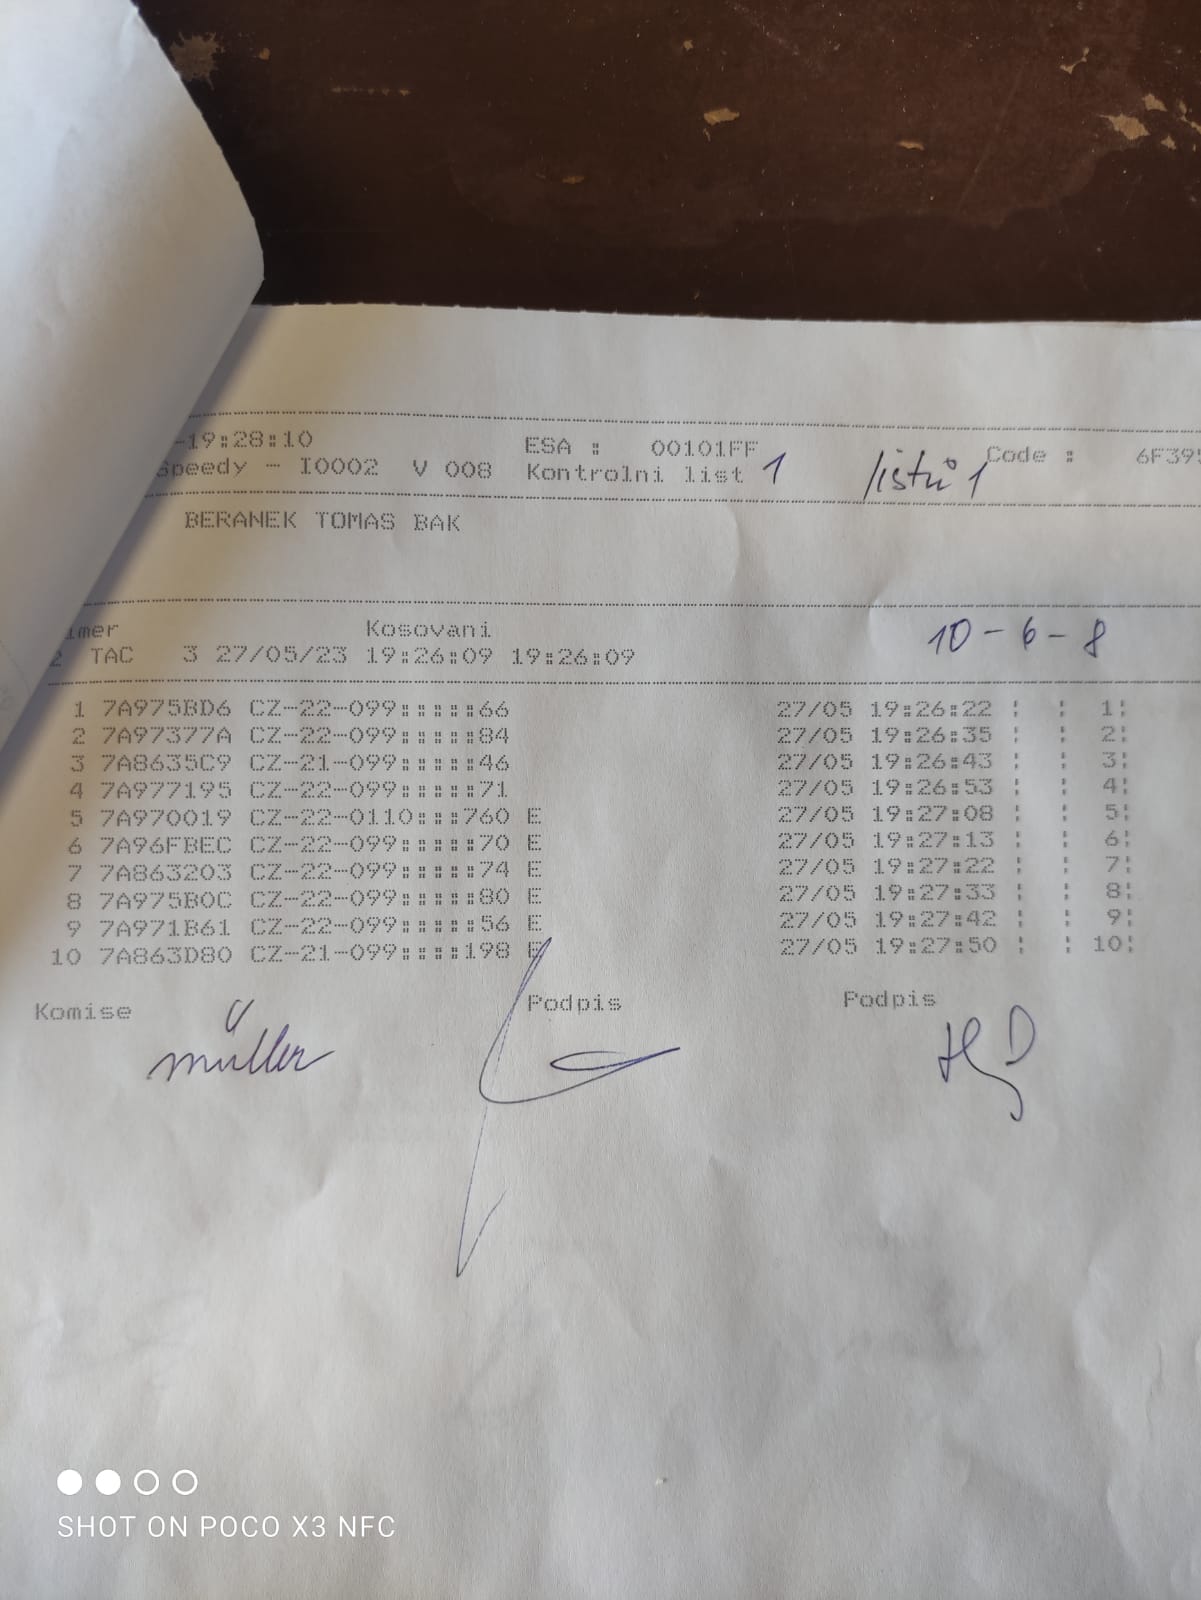 -19:28:10 ESA : 00101FF Code : 6F395
Speedy - I0002 V 008 Kontrolni list 1 listů 1
BERANEK TOMAS BAK
imer Kosovani
2 TAC 3 27/05/23 19:26:09 19:26:09 10-6-8
1 7A975BD6 CZ-22-099:::::66 27/05 19:26:22 ¦ ¦ 1¦
2 7A97377A CZ-22-099:::::84 27/05 19:26:35 ¦ ¦ 2¦
3 7A8635C9 CZ-21-099:::::46 27/05 19:26:43 ¦ ¦ 3¦
4 7A977195 CZ-22-099:::::71 27/05 19:26:53 ¦ ¦ 4¦
5 7A970019 CZ-22-0110:::760 E 27/05 19:27:08 ¦ ¦ 5¦
6 7A96FBEC CZ-22-099:::::70 E 27/05 19:27:13 ¦ ¦ 6¦
7 7A863203 CZ-22-099:::::74 E 27/05 19:27:22 ¦ ¦ 7¦
8 7A975B0C CZ-22-099:::::80 E 27/05 19:27:33 ¦ ¦ 8¦
9 7A971B61 CZ-22-099:::::56 E 27/05 19:27:42 ¦ ¦ 9¦
10 7A863D80 CZ-21-099::::198 E 27/05 19:27:50 ¦ ¦ 10¦
Komise Podpis Podpis
müller
SHOT ON POCO X3 NFC